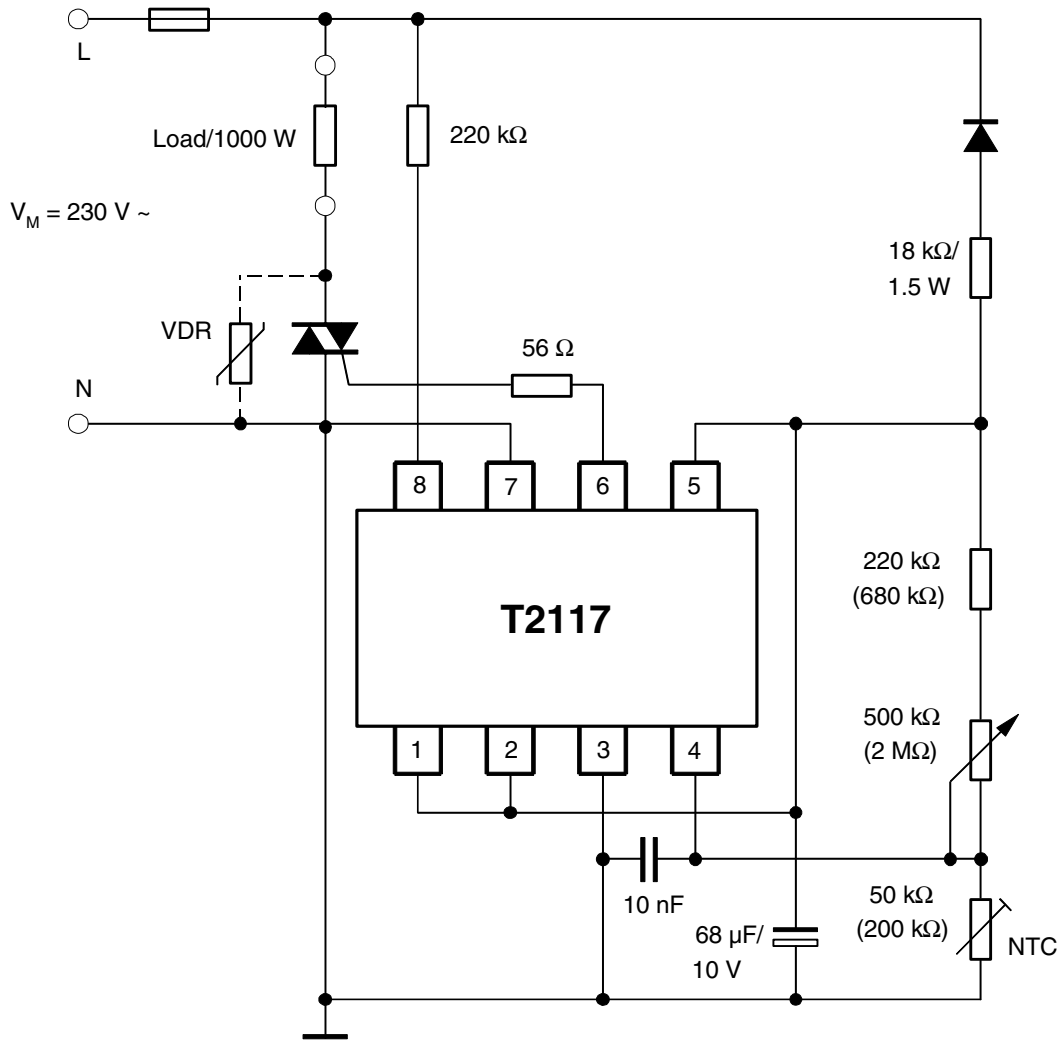 L
Load/1000 W
220 kΩ
V_M = 230 V ~
18 kΩ/
1.5 W
VDR
56 Ω
N
8
7
6
5
220 kΩ
(680 kΩ)
T2117
500 kΩ
(2 MΩ)
1
2
3
4
10 nF
50 kΩ
(200 kΩ)
68 µF/
10 V
NTC